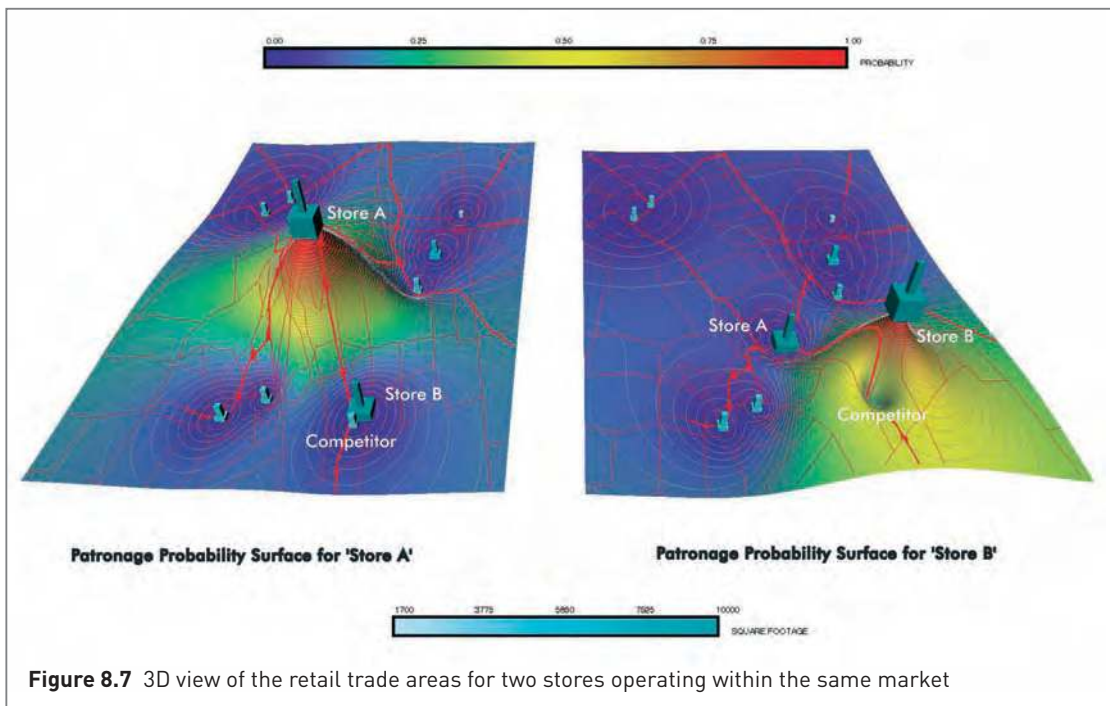 0.00 0.25 0.50 0.75 1.00
PROBABILITY
Store A
Store B
Competitor
Store A
Store B
Competitor
Patronage Probability Surface for 'Store A'
Patronage Probability Surface for 'Store B'
1700 3775 5850 7925 10000
SQUARE FOOTAGE
Figure 8.7 3D view of the retail trade areas for two stores operating within the same market